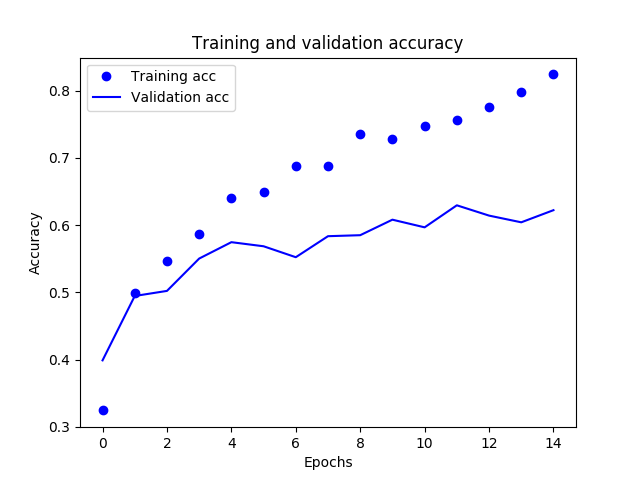 Training and validation accuracy
Training acc
Validation acc
0.8
0.7
0.6
0.5
0.4
0.3
Accuracy
0 2 4 6 8 10 12 14
Epochs